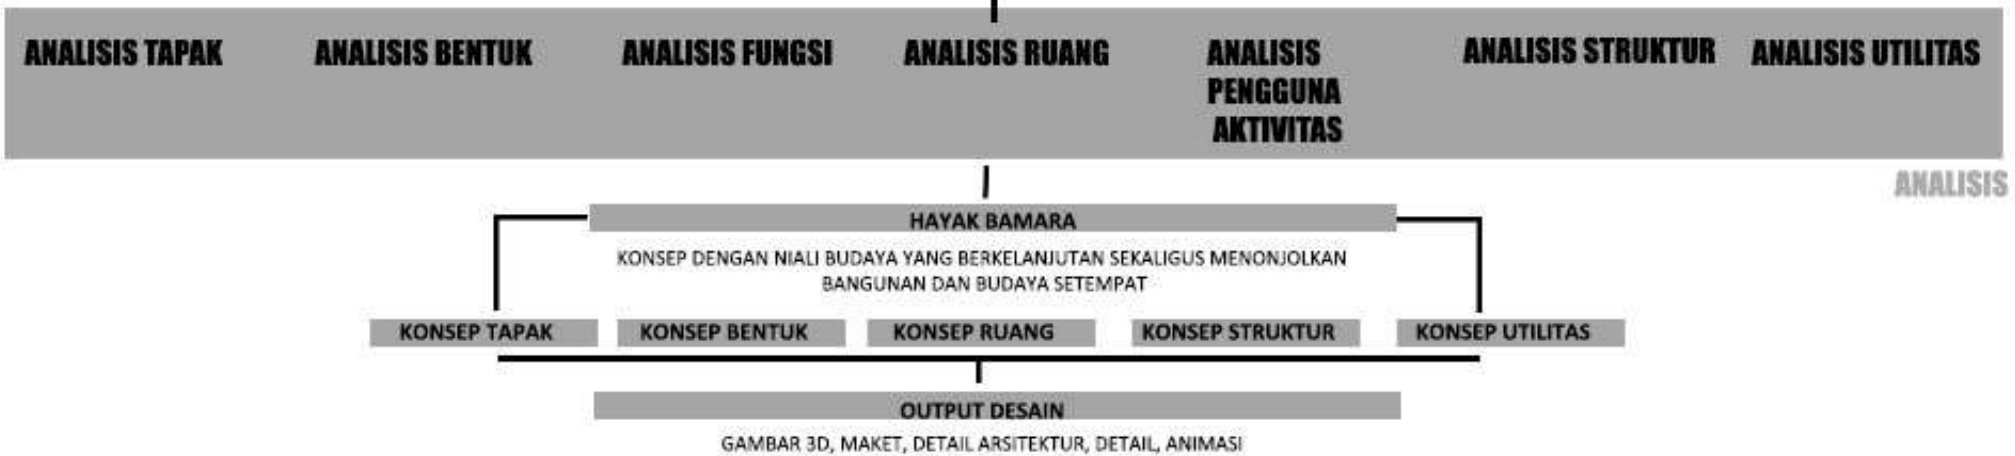 ANALISIS TAPAK
ANALISIS BENTUK
ANALISIS FUNGSI
ANALISIS RUANG
ANALISIS
PENGGUNA
AKTIVITAS
ANALISIS STRUKTUR
ANALISIS UTILITAS
ANALISIS
HAYAK BAMARA
KONSEP DENGAN NIALI BUDAYA YANG BERKELANJUTAN SEKALIGUS MENONJOLKAN
BANGUNAN DAN BUDAYA SETEMPAT
KONSEP TAPAK
KONSEP BENTUK
KONSEP RUANG
KONSEP STRUKTUR
KONSEP UTILITAS
OUTPUT DESAIN
GAMBAR 3D, MAKET, DETAIL ARSITEKTUR, DETAIL, ANIMASI